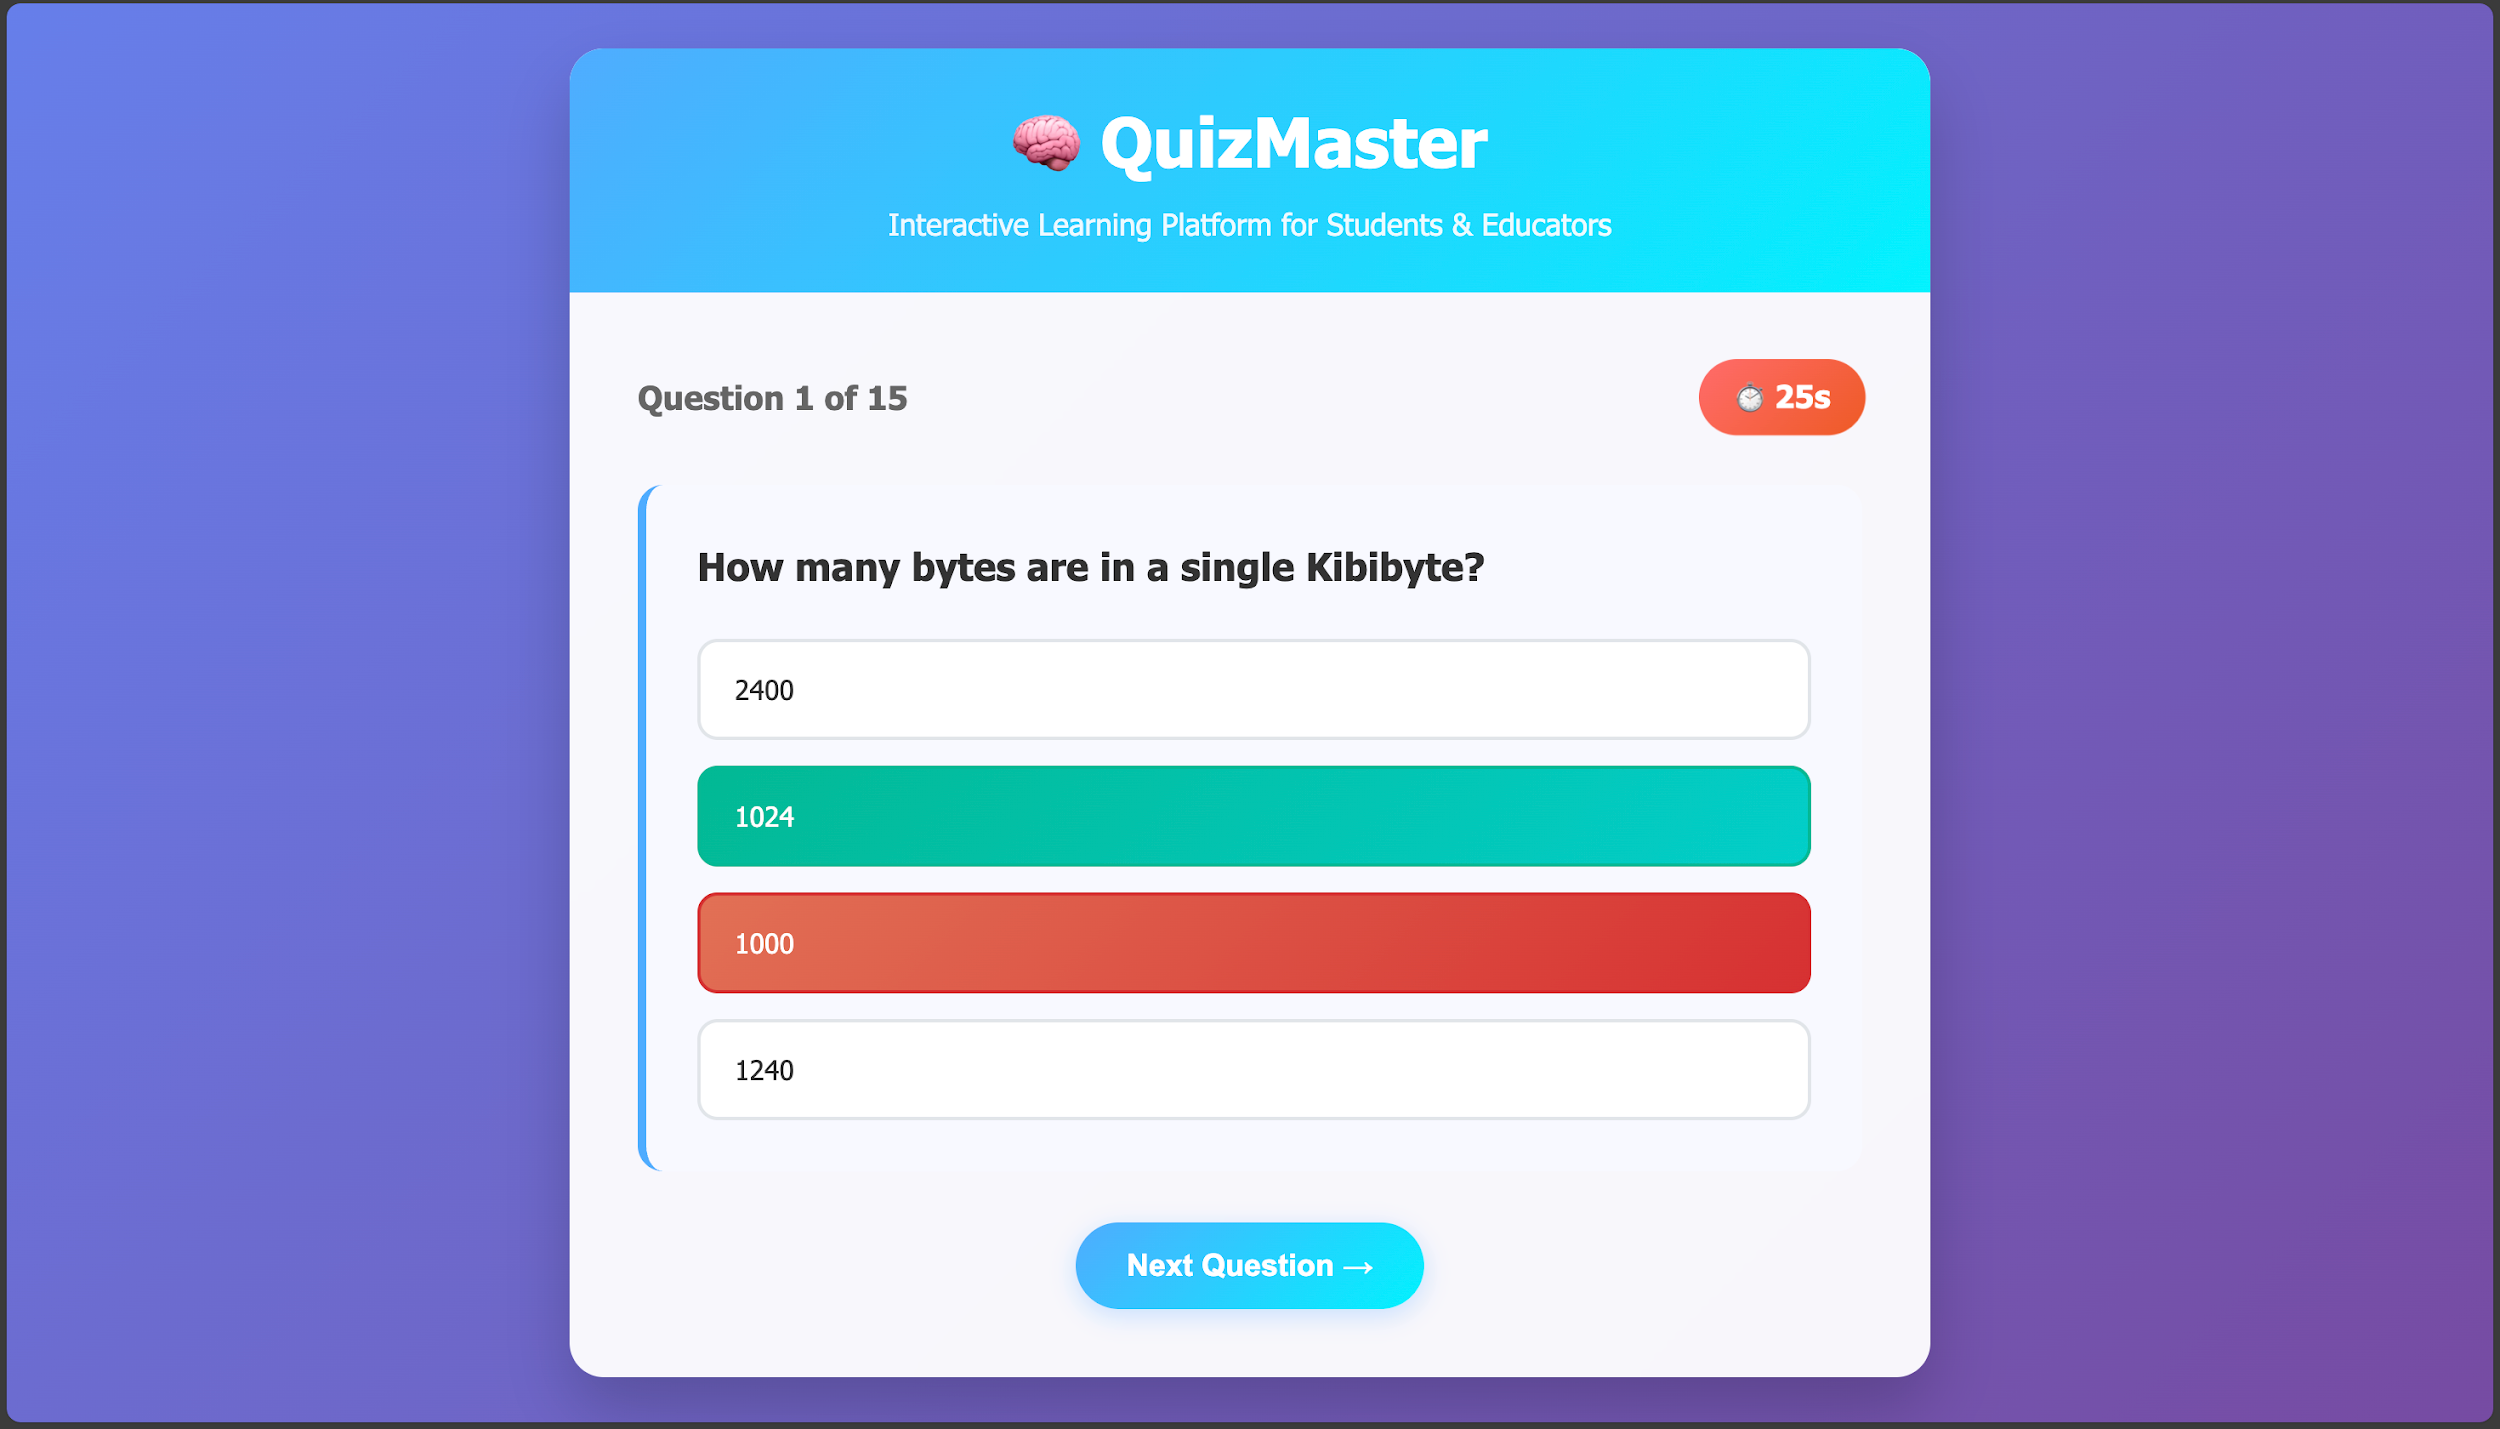 QuizMaster
Interactive Learning Platform for Students & Educators
Question 1 of 15
25s
How many bytes are in a single Kibibyte?
2400
1024
1000
1240
Next Question →